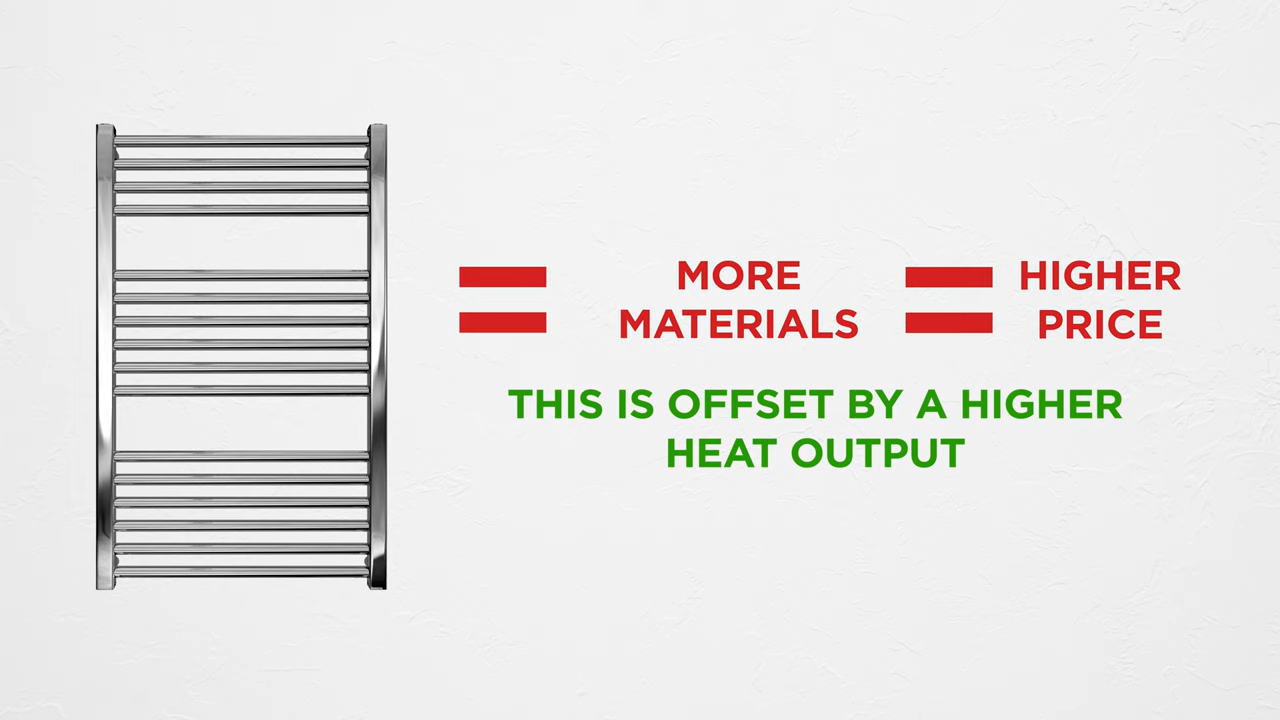 MORE
MATERIALS
HIGHER
PRICE
THIS IS OFFSET BY A HIGHER
HEAT OUTPUT